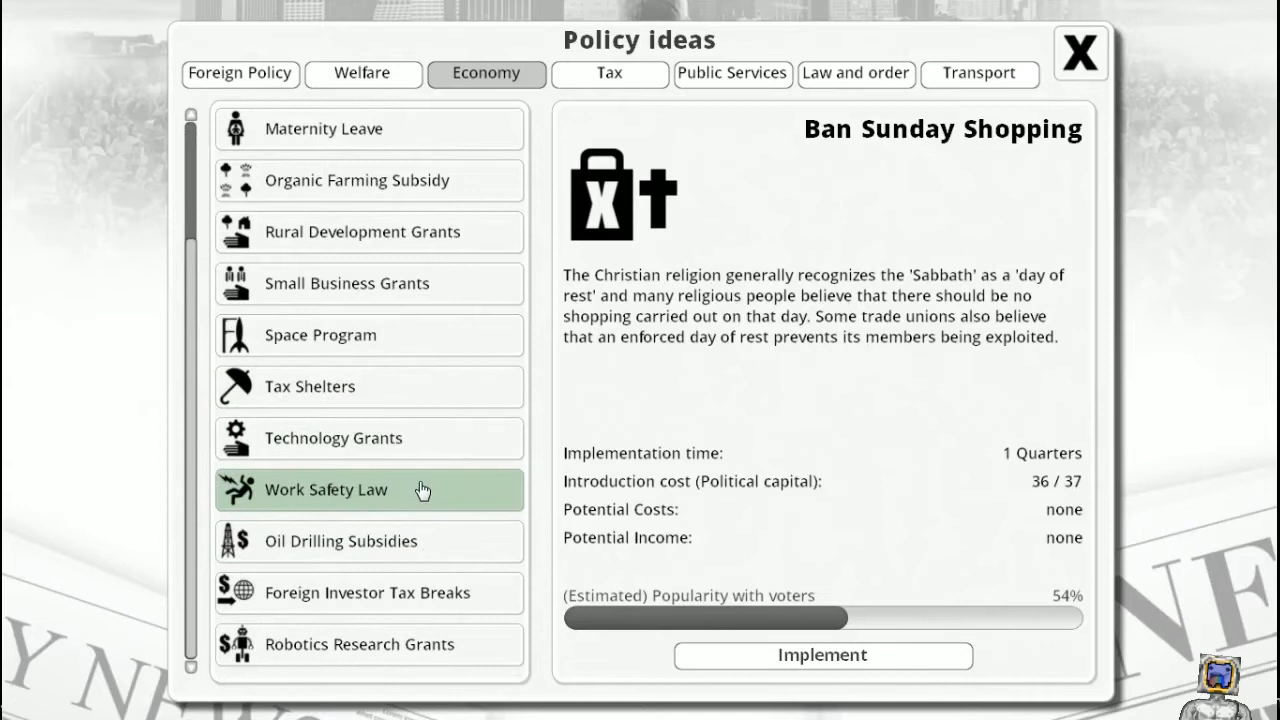 Policy ideas
X
Foreign Policy
Welfare
Economy
Tax
Public Services
Law and order
Transport
Maternity Leave
Organic Farming Subsidy
Rural Development Grants
Small Business Grants
Space Program
Tax Shelters
Technology Grants
Work Safety Law
Oil Drilling Subsidies
Foreign Investor Tax Breaks
Robotics Research Grants
Ban Sunday Shopping
X
The Christian religion generally recognizes the 'Sabbath' as a 'day of
rest' and many religious people believe that there should be no
shopping carried out on that day. Some trade unions also believe
that an enforced day of rest prevents its members being exploited.
Implementation time: 1 Quarters
Introduction cost (Political capital): 36 / 37
Potential Costs: none
Potential Income: none
(Estimated) Popularity with voters 54%
Implement